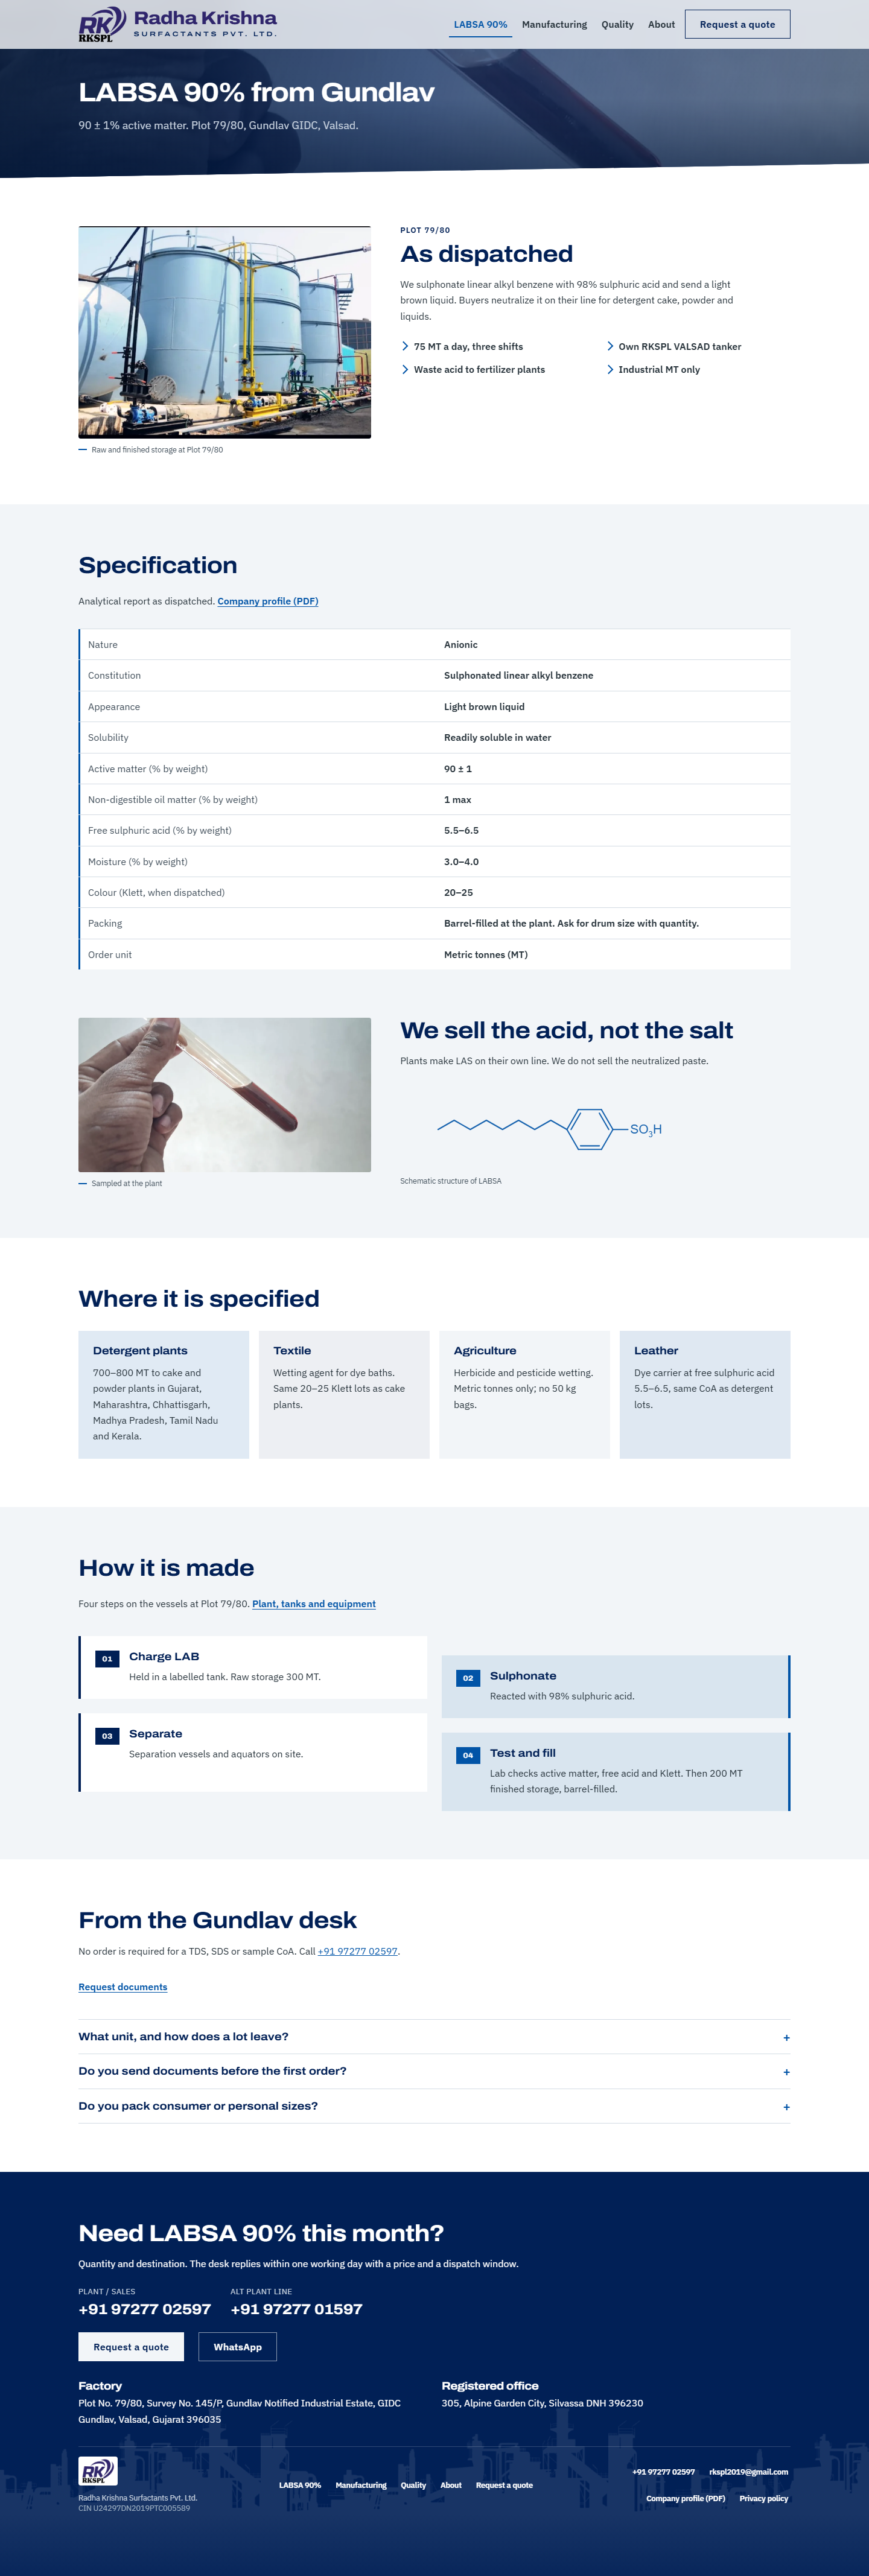 RK
RKSPL
Radha Krishna
SURFACTANTS PVT. LTD.
LABSA 90% Manufacturing Quality About Request a quote
LABSA 90% from Gundlav
90 ± 1% active matter. Plot 79/80, Gundlav GIDC, Valsad.
PLOT 79/80
As dispatched
We sulphonate linear alkyl benzene with 98% sulphuric acid and send a light
brown liquid. Buyers neutralize it on their line for detergent cake, powder and
liquids.
75 MT a day, three shifts
Own RKSPL VALSAD tanker
Waste acid to fertilizer plants
Industrial MT only
Raw and finished storage at Plot 79/80
Specification
Analytical report as dispatched. Company profile (PDF)
Nature Anionic
Constitution Sulphonated linear alkyl benzene
Appearance Light brown liquid
Solubility Readily soluble in water
Active matter (% by weight) 90 ± 1
Non-digestible oil matter (% by weight) 1 max
Free sulphuric acid (% by weight) 5.5–6.5
Moisture (% by weight) 3.0–4.0
Colour (Klett, when dispatched) 20–25
Packing Barrel-filled at the plant. Ask for drum size with quantity.
Order unit Metric tonnes (MT)
We sell the acid, not the salt
Plants make LAS on their own line. We do not sell the neutralized paste.
SO3H
Schematic structure of LABSA
Sampled at the plant
Where it is specified
Detergent plants
700–800 MT to cake and
powder plants in Gujarat,
Maharashtra, Chhattisgarh,
Madhya Pradesh, Tamil Nadu
and Kerala.
Textile
Wetting agent for dye baths.
Same 20–25 Klett lots as cake
plants.
Agriculture
Herbicide and pesticide wetting.
Metric tonnes only; no 50 kg
bags.
Leather
Dye carrier at free sulphuric acid
5.5–6.5, same CoA as detergent
lots.
How it is made
Four steps on the vessels at Plot 79/80. Plant, tanks and equipment
01 Charge LAB
Held in a labelled tank. Raw storage 300 MT.
02 Sulphonate
Reacted with 98% sulphuric acid.
03 Separate
Separation vessels and aquators on site.
04 Test and fill
Lab checks active matter, free acid and Klett. Then 200 MT
finished storage, barrel-filled.
From the Gundlav desk
No order is required for a TDS, SDS or sample CoA. Call +91 97277 02597.
Request documents
What unit, and how does a lot leave? +
Do you send documents before the first order? +
Do you pack consumer or personal sizes? +
Need LABSA 90% this month?
Quantity and destination. The desk replies within one working day with a price and a dispatch window.
PLANT / SALES
+91 97277 02597
ALT PLANT LINE
+91 97277 01597
Request a quote WhatsApp
Factory
Plot No. 79/80, Survey No. 145/P, Gundlav Notified Industrial Estate, GIDC
Gundlav, Valsad, Gujarat 396035
Registered office
305, Alpine Garden City, Silvassa DNH 396230
RK
RKSPL
Radha Krishna Surfactants Pvt. Ltd.
CIN U24297DN2019PTC005589
LABSA 90% Manufacturing Quality About Request a quote
+91 97277 02597 rkspl2019@gmail.com
Company profile (PDF) Privacy policy